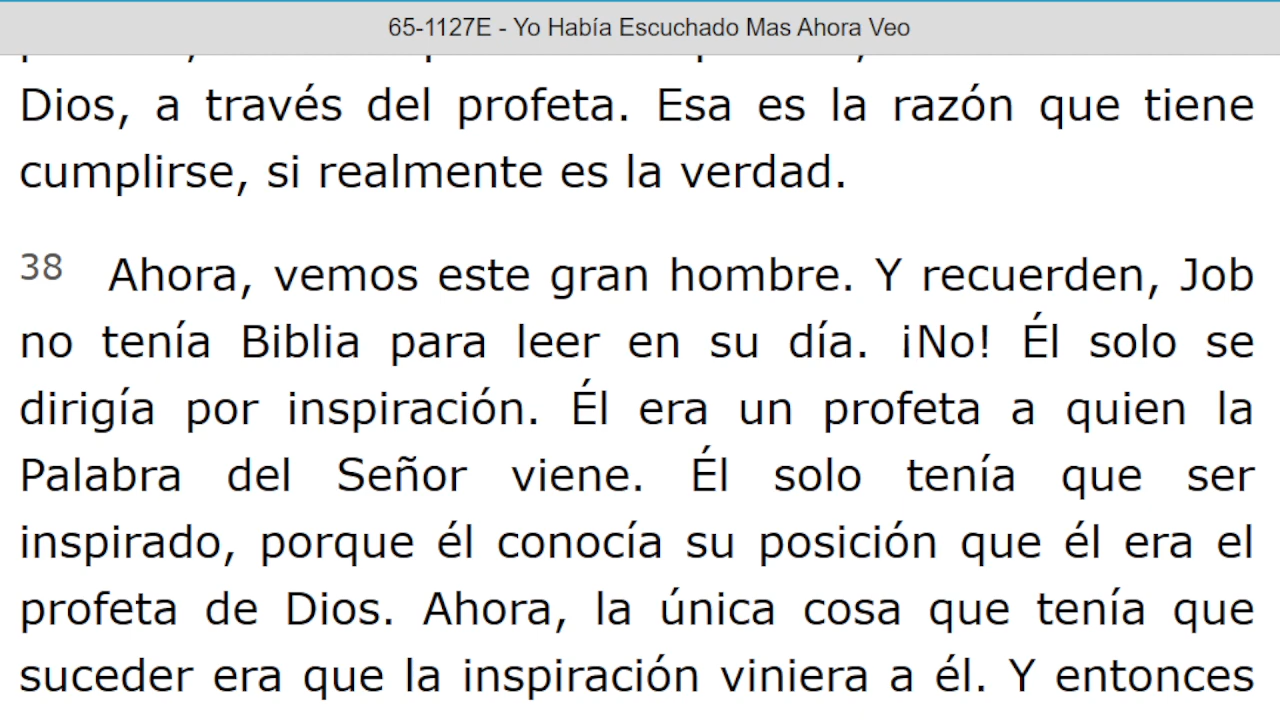 65-1127E - Yo Había Escuchado Mas Ahora Veo
Dios, a través del profeta. Esa es la razón que tiene
cumplirse, si realmente es la verdad.
38 Ahora, vemos este gran hombre. Y recuerden, Job
no tenía Biblia para leer en su día. ¡No! Él solo se
dirigía por inspiración. Él era un profeta a quien la
Palabra del Señor viene. Él solo tenía que ser
inspirado, porque él conocía su posición que él era el
profeta de Dios. Ahora, la única cosa que tenía que
suceder era que la inspiración viniera a él. Y entonces